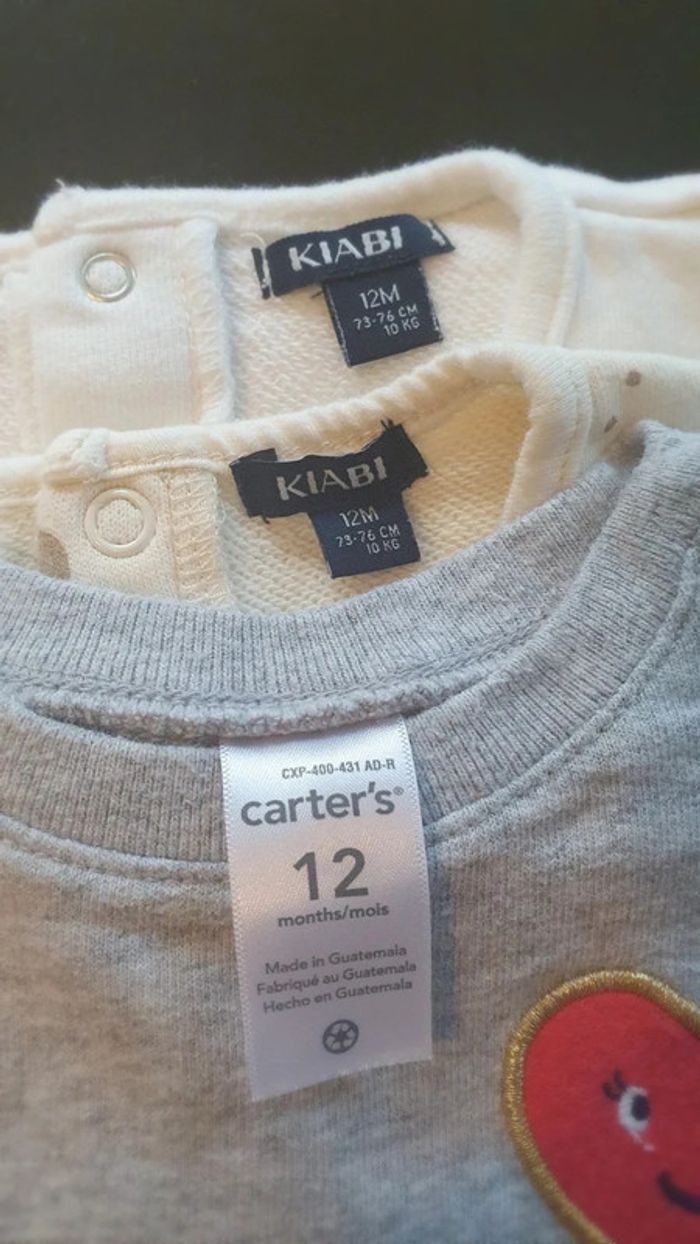 KIABI
12M
73-76 CM
10 KG
KIABI
12M
73-76 CM
10 KG
CXP-400-431 AD-R
carter's®
12
months/mois
Made in Guatemala
Fabriqué au Guatemala
Hecho en Guatemala